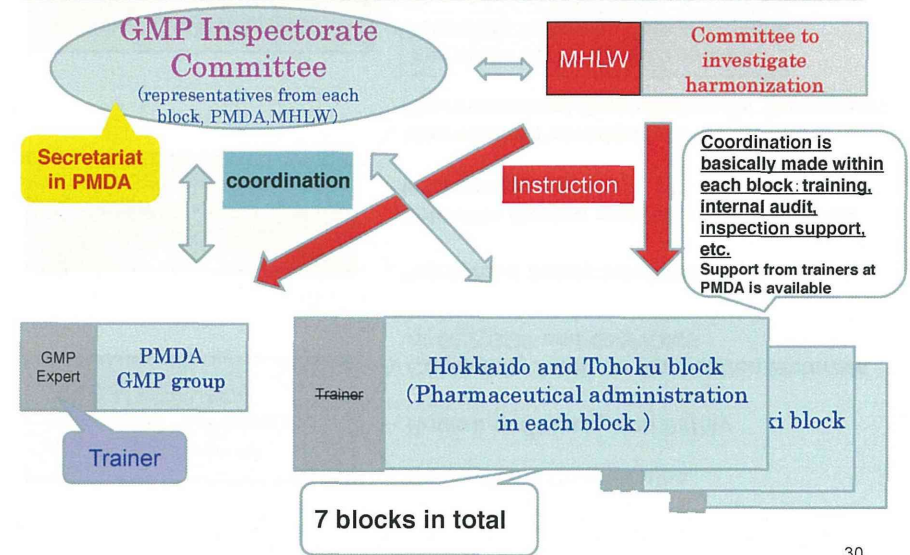 GMP Inspectorate
Committee
(representatives from each
block, PMDA,MHLW)
MHLW
Committee to
investigate
harmonization
Secretariat
in PMDA
coordination
Instruction
Coordination is
basically made within
each block: training,
internal audit,
inspection support,
etc.
Support from trainers at
PMDA is available
GMP
Expert
PMDA
GMP group
Trainer
Trainer
Hokkaido and Tohoku block
(Pharmaceutical administration
in each block )
ki block
7 blocks in total
30